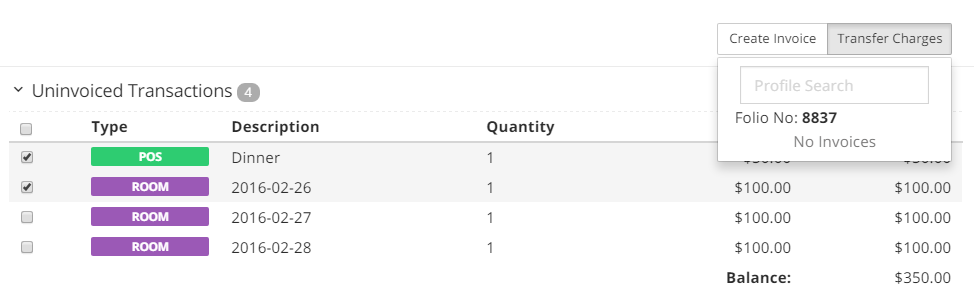 Create Invoice Transfer Charges
Profile Search
Uninvoiced Transactions 4
Folio No: 8837
Type Description Quantity
No Invoices
POS Dinner 1
ROOM 2016-02-26 1 $100.00 $100.00
ROOM 2016-02-27 1 $100.00 $100.00
ROOM 2016-02-28 1 $100.00 $100.00
Balance: $350.00